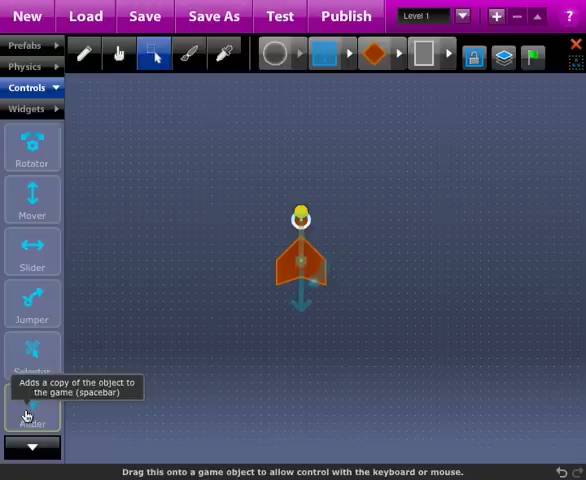 New Load Save Save As Test Publish Level 1 + − ?
Prefabs
Physics
Controls
Widgets
Rotator
Mover
Slider
Jumper
Selector
Adds a copy of the object to
the game (spacebar)
Adder
Drag this onto a game object to allow control with the keyboard or mouse.